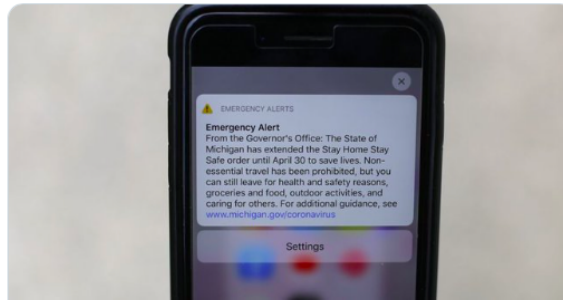 EMERGENCY ALERTS
Emergency Alert
From the Governor's Office: The State of
Michigan has extended the Stay Home Stay
Safe order until April 30 to save lives. Non-
essential travel has been prohibited, but you
can still leave for health and safety reasons,
groceries and food, outdoor activities, and
caring for others. For additional guidance, see
www.michigan.gov/coronavirus
Settings